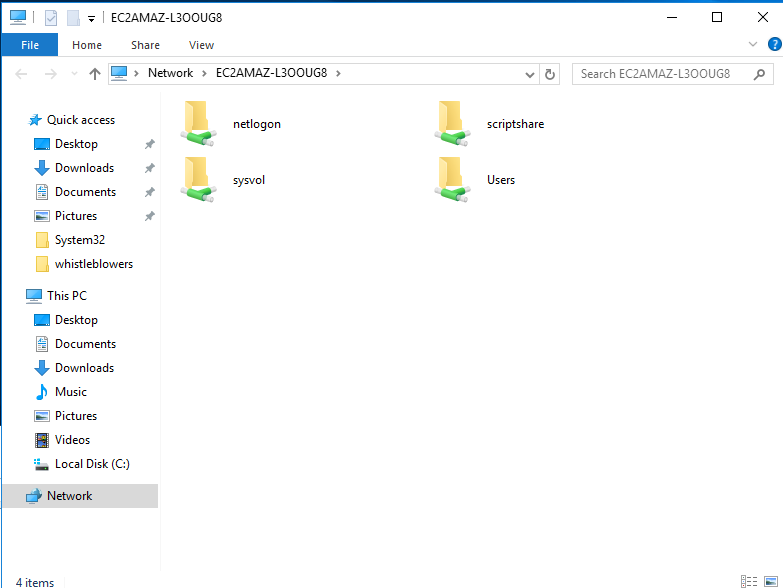 EC2AMAZ-L3OOUG8
File Home Share View
Network EC2AMAZ-L3OOUG8 Search EC2AMAZ-L3OOUG8
Quick access
Desktop
Downloads
Documents
Pictures
System32
whistleblowers
This PC
Desktop
Documents
Downloads
Music
Pictures
Videos
Local Disk (C:)
Network
netlogon scriptshare
sysvol Users
4 items